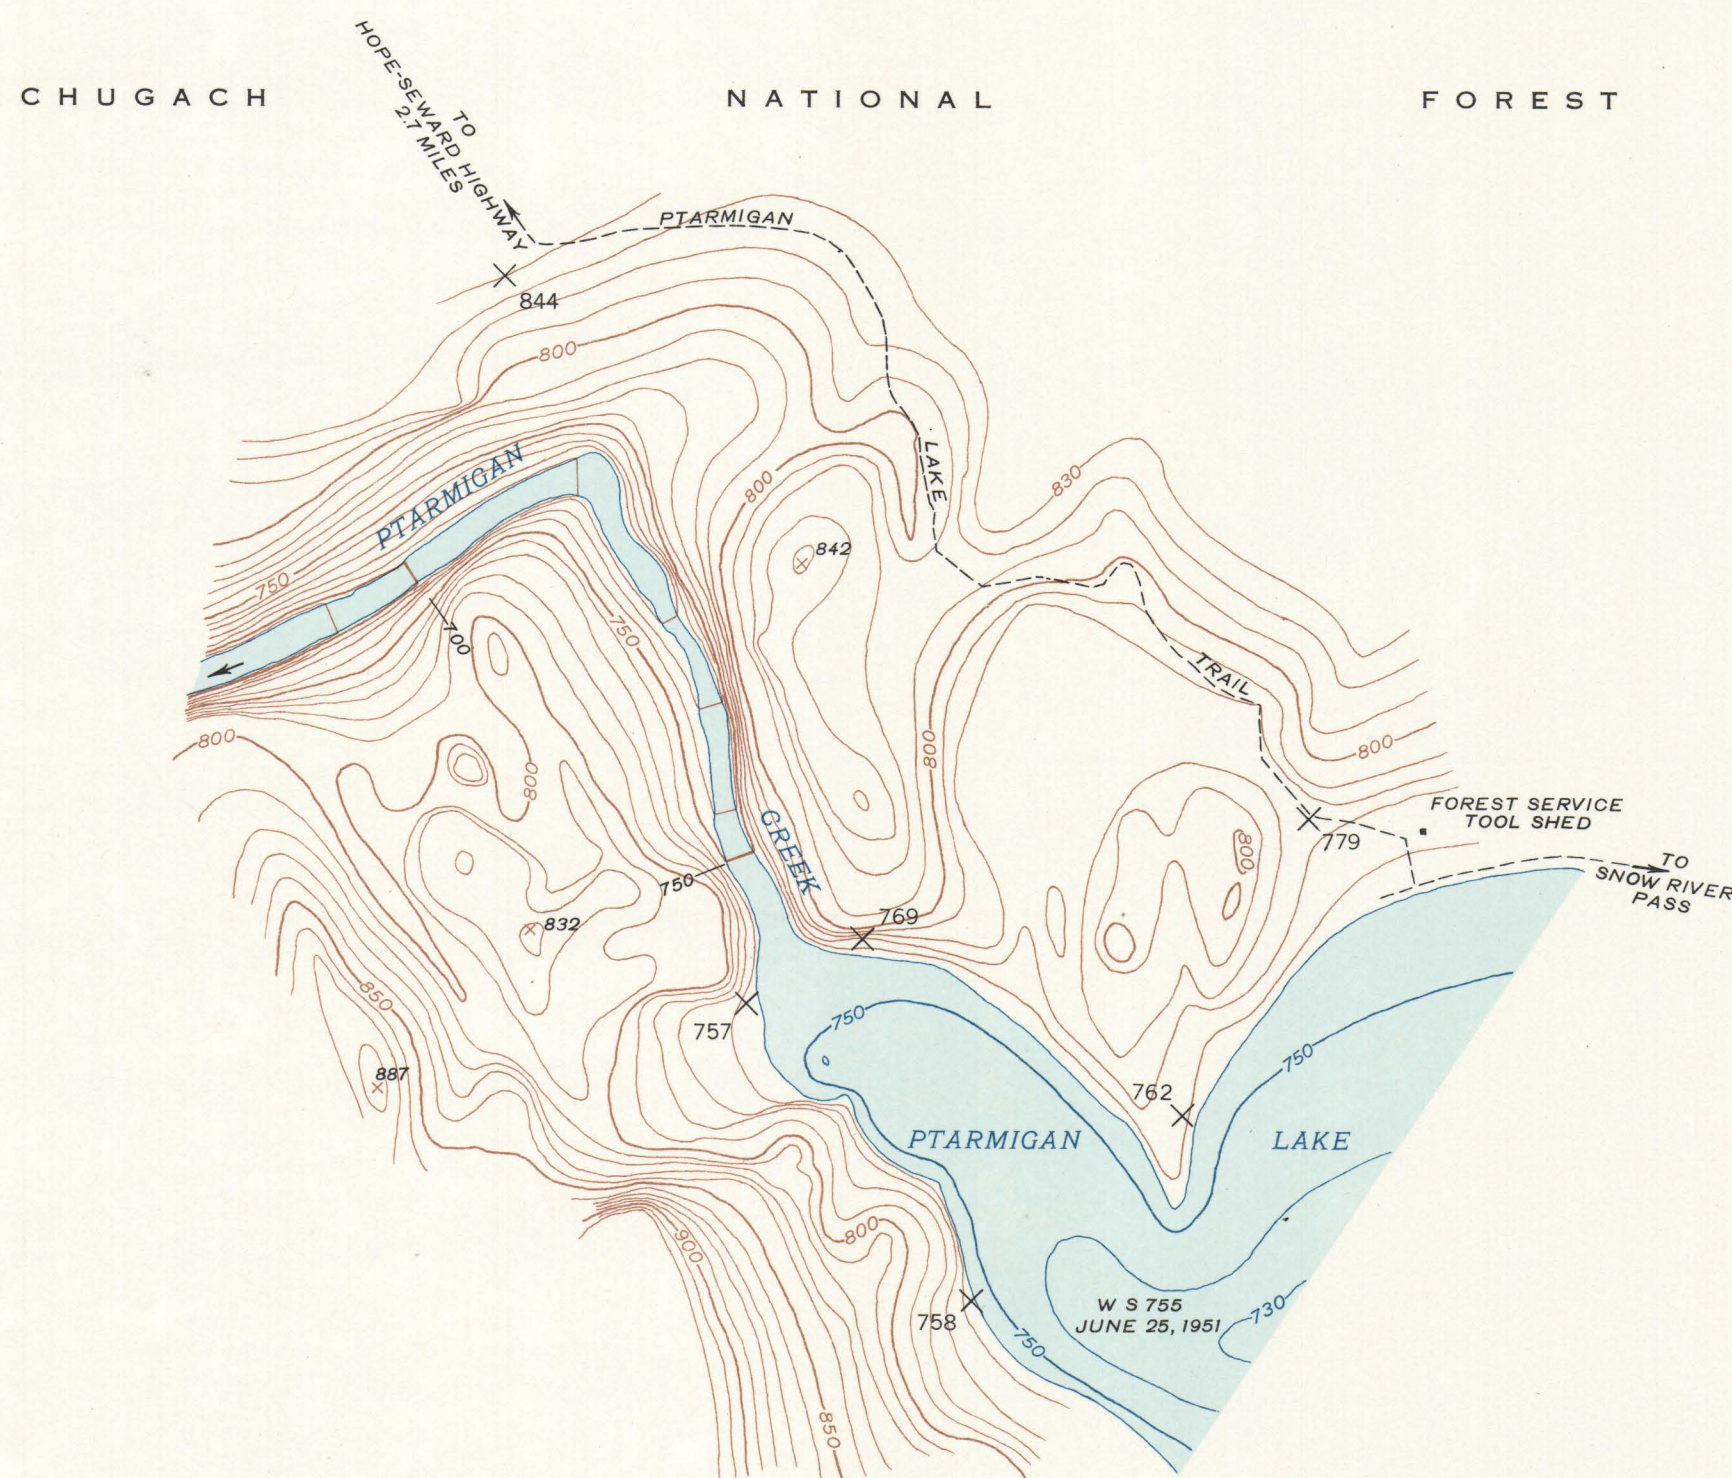 CHUGACH NATIONAL FOREST
TO
HOPE-SEWARD HIGHWAY
2.7 MILES
PTARMIGAN
844
800
LAKE
830
800
PTARMIGAN
842
750
700
750
TRAIL
800
800
800
800
FOREST SERVICE
TOOL SHED
779
800
CREEK
TO
SNOW RIVER
PASS
750
769
832
850
757
750
750
887
762
PTARMIGAN LAKE
800
900
W S 755
JUNE 25, 1951
730
758
750
850